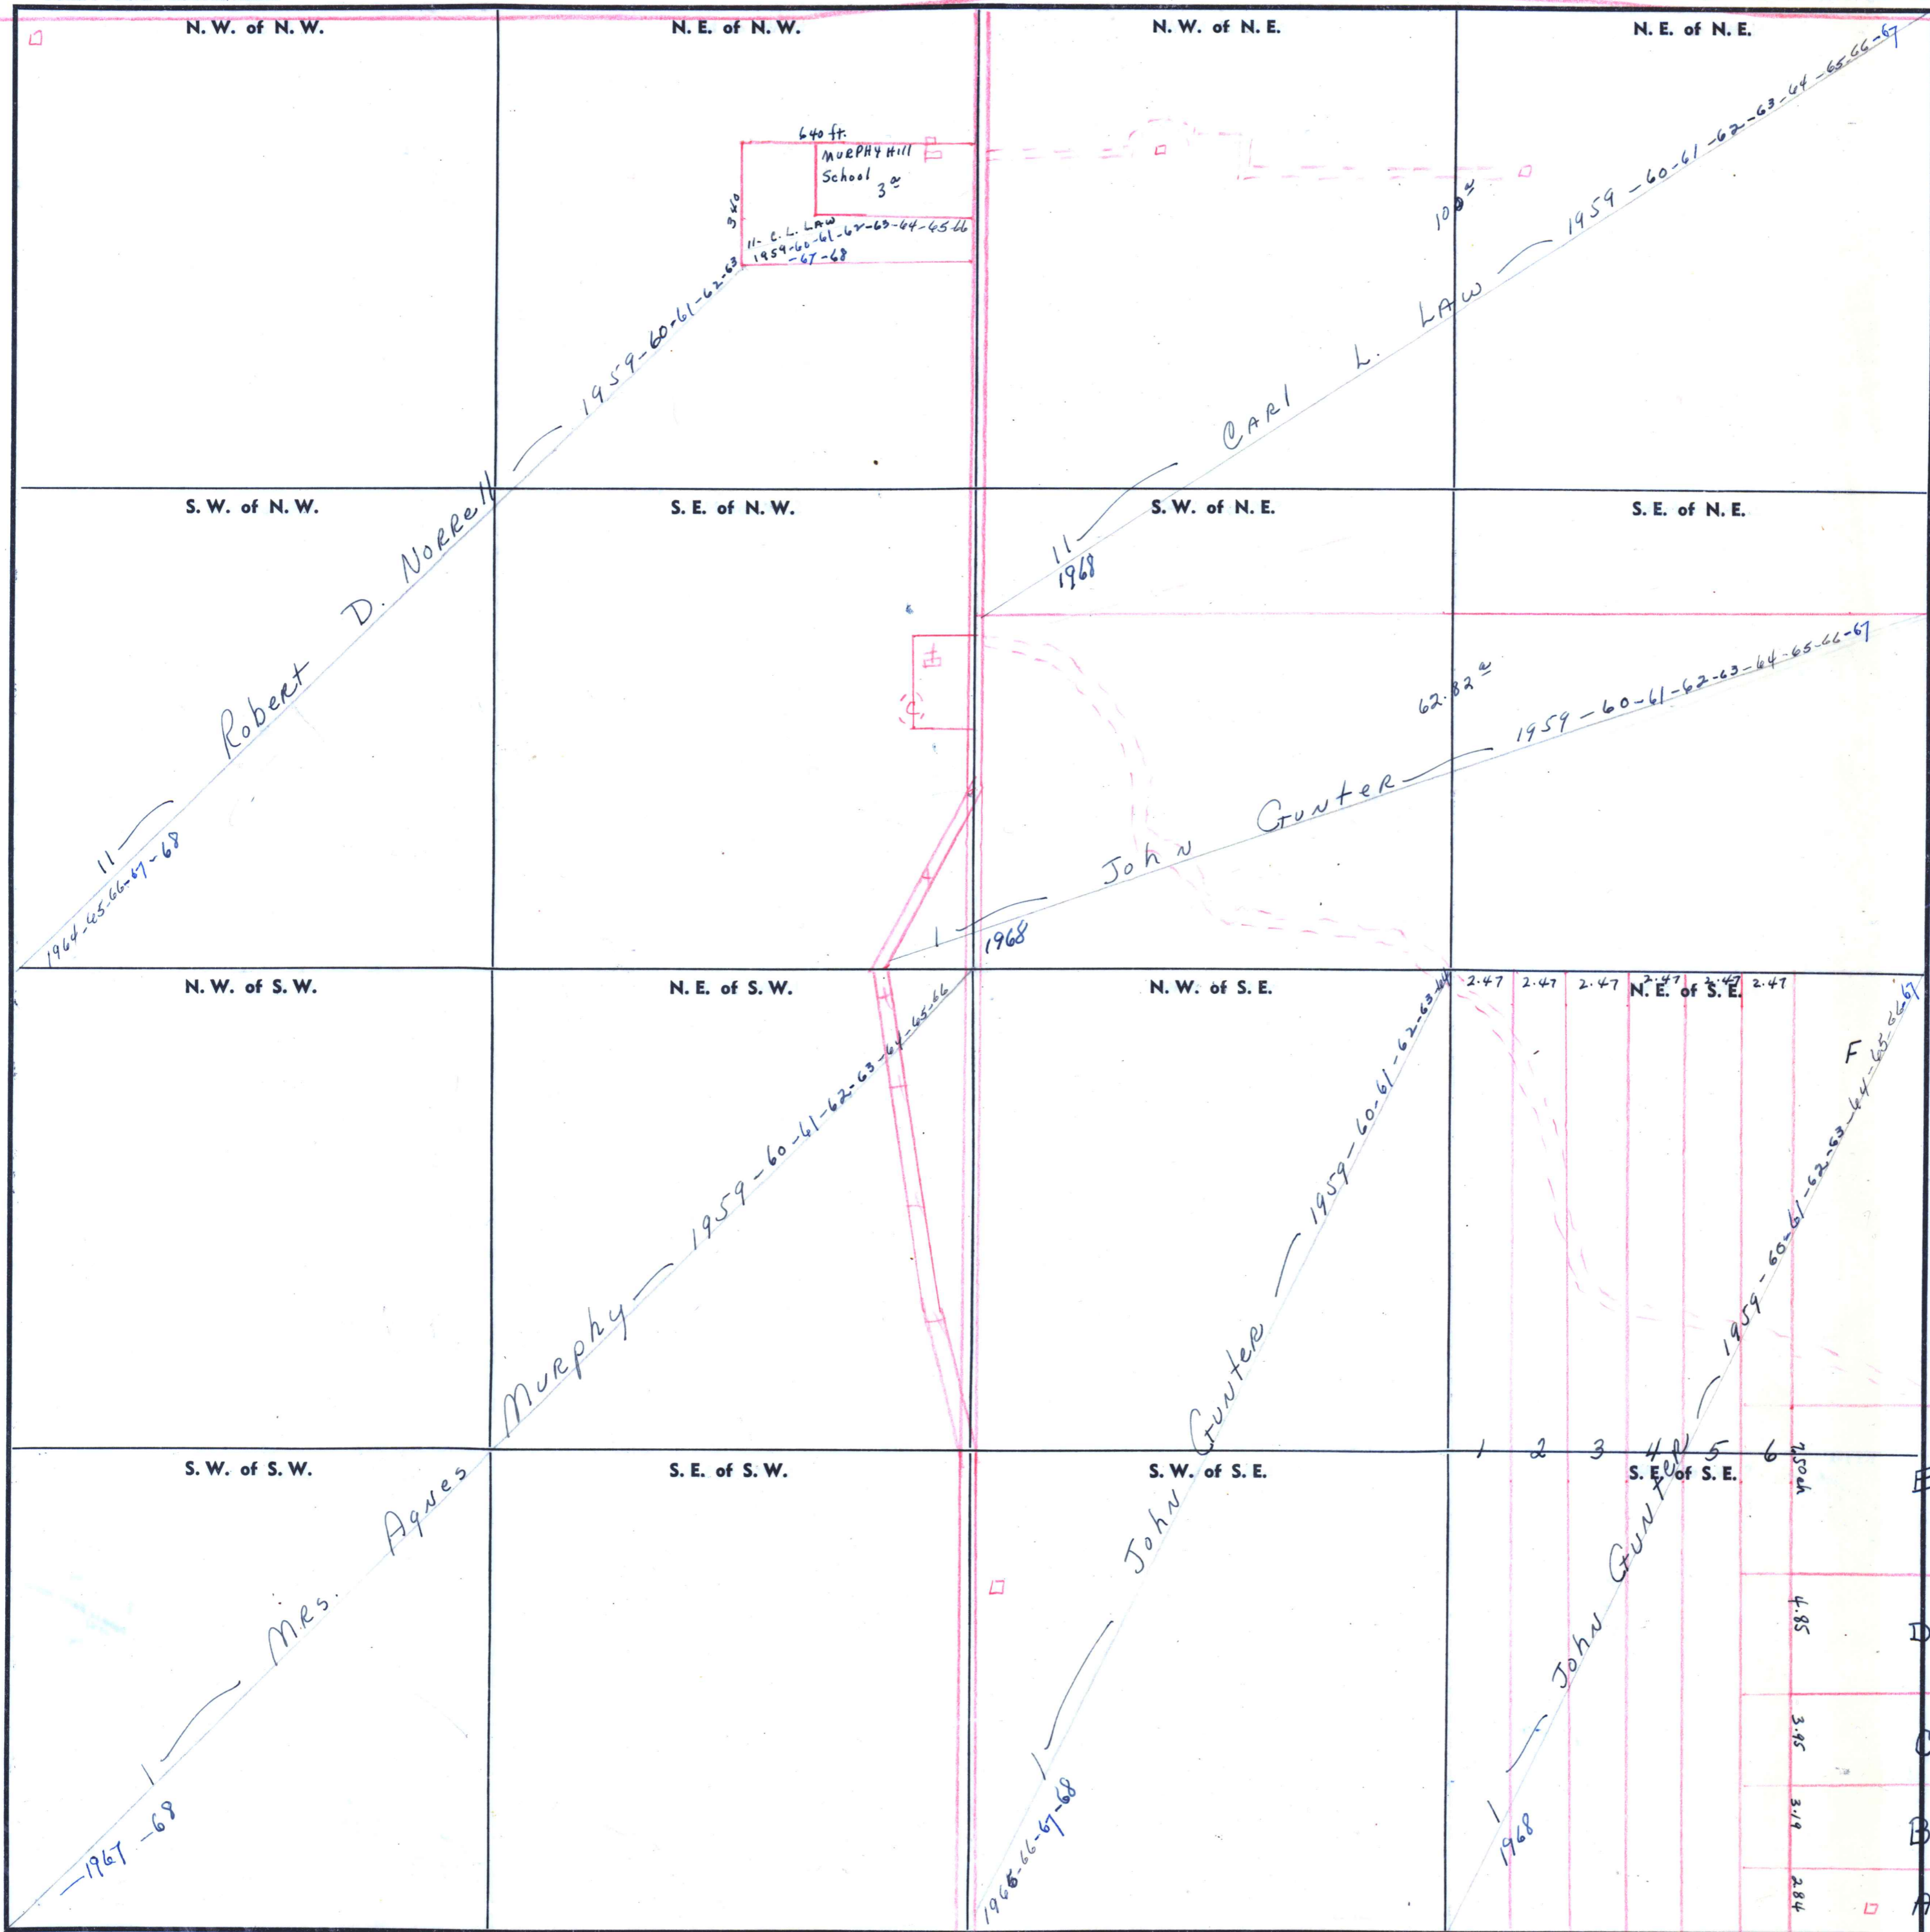 N. W. of N. W.
N. E. of N. W.
N. W. of N. E.
N. E. of N. E.
640 ft.
MURPHY Hill
School
3 a
340
11- C. L. LAW
1959-60-61-62-63-64-65-66
-67-68
11 Robert D. NORRell 1959-60-61-62-63
1964-65-66-67-68
100 a
11 CARl L. LAW 1959-60-61-62-63-64-65-66-67
1968
S. W. of N. W.
S. E. of N. W.
S. W. of N. E.
S. E. of N. E.
62.82 a
1 John GUNTER 1959-60-61-62-63-64-65-66-67
1968
N. W. of S. W.
N. E. of S. W.
N. W. of S. E.
N. E. of S. E.
2.47 2.47 2.47 2.47 2.47 2.47
F
1 MRS. Agnes MURPhy 1959-60-61-62-63-64-65-66
1967-68
1 John GUNTER 1959-60-61-62-63-64
1965-66-67-68
1 John GUNTER 1959-60-61-62-63-64-65-66-67
1968
1 2 3 4 5 6
S. W. of S. W.
S. E. of S. W.
S. W. of S. E.
S. E. of S. E.
E
4.85
D
3.95
C
3.19
B
284
A